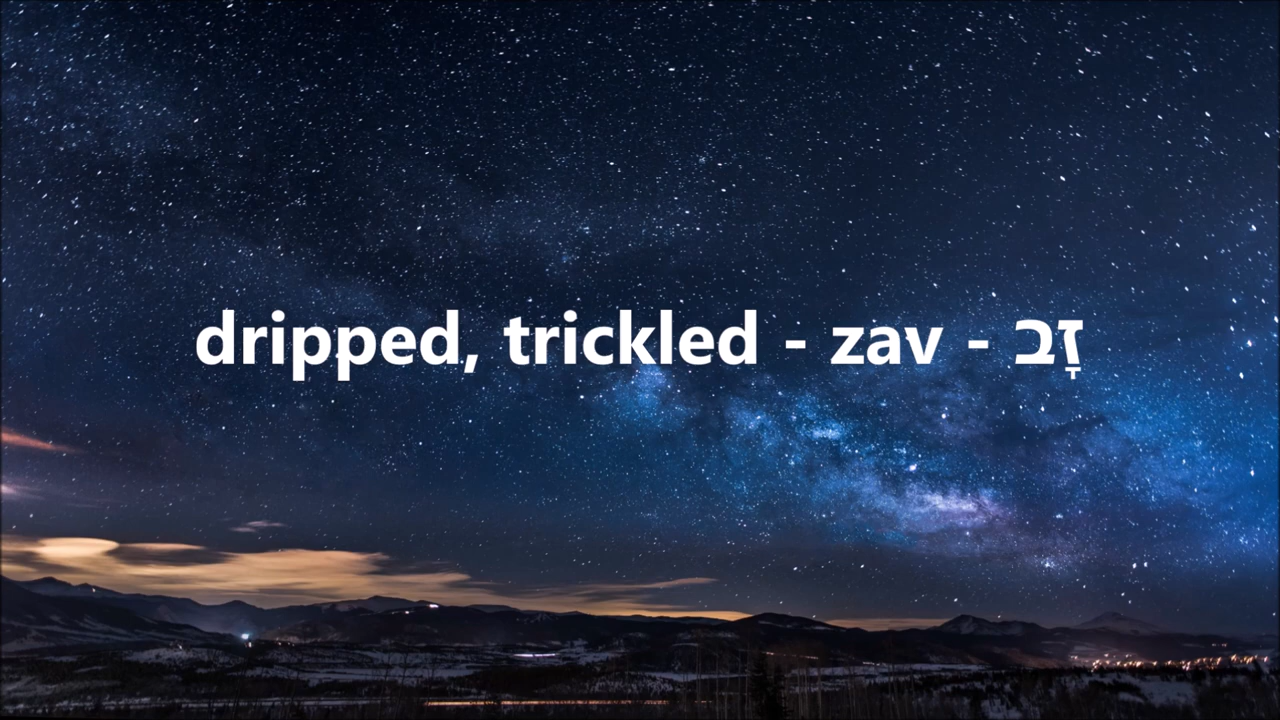 dripped, trickled - zav - זָב